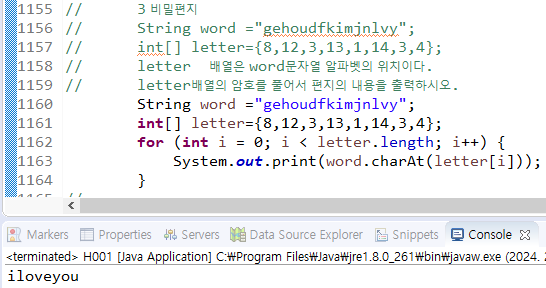 1155 //      3 비밀편지
1156 //      String word ="gehoudfkimjnlvy";
1157 //      int[] letter={8,12,3,13,1,14,3,4};
1158 //      letter  배열은 word문자열 알파벳의 위치이다.
1159 //      letter배열의 암호를 풀어서 편지의 내용을 출력하시오.
1160        String word ="gehoudfkimjnlvy";
1161        int[] letter={8,12,3,13,1,14,3,4};
1162        for (int i = 0; i < letter.length; i++) {
1163            System.out.print(word.charAt(letter[i]));
1164        }
Markers Properties Servers Data Source Explorer Snippets Console
<terminated> H001 [Java Application] C:₩Program Files₩Java₩jre1.8.0_261₩bin₩javaw.exe (2024.
iloveyou